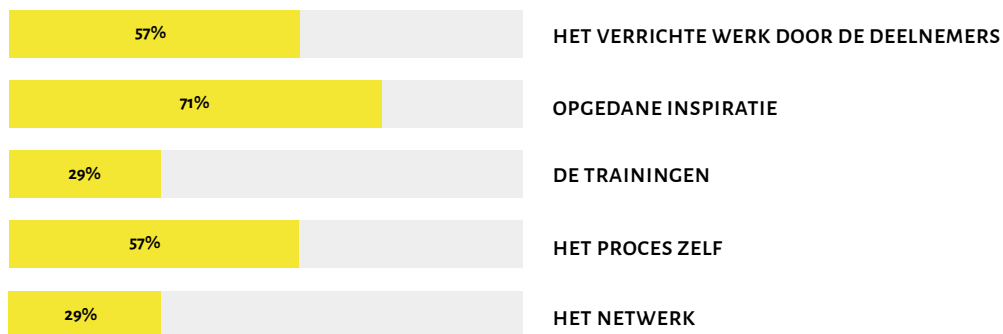 57% HET VERRICHTE WERK DOOR DE DEELNEMERS
71% OPGEDANE INSPIRATIE
29% DE TRAININGEN
57% HET PROCES ZELF
29% HET NETWERK